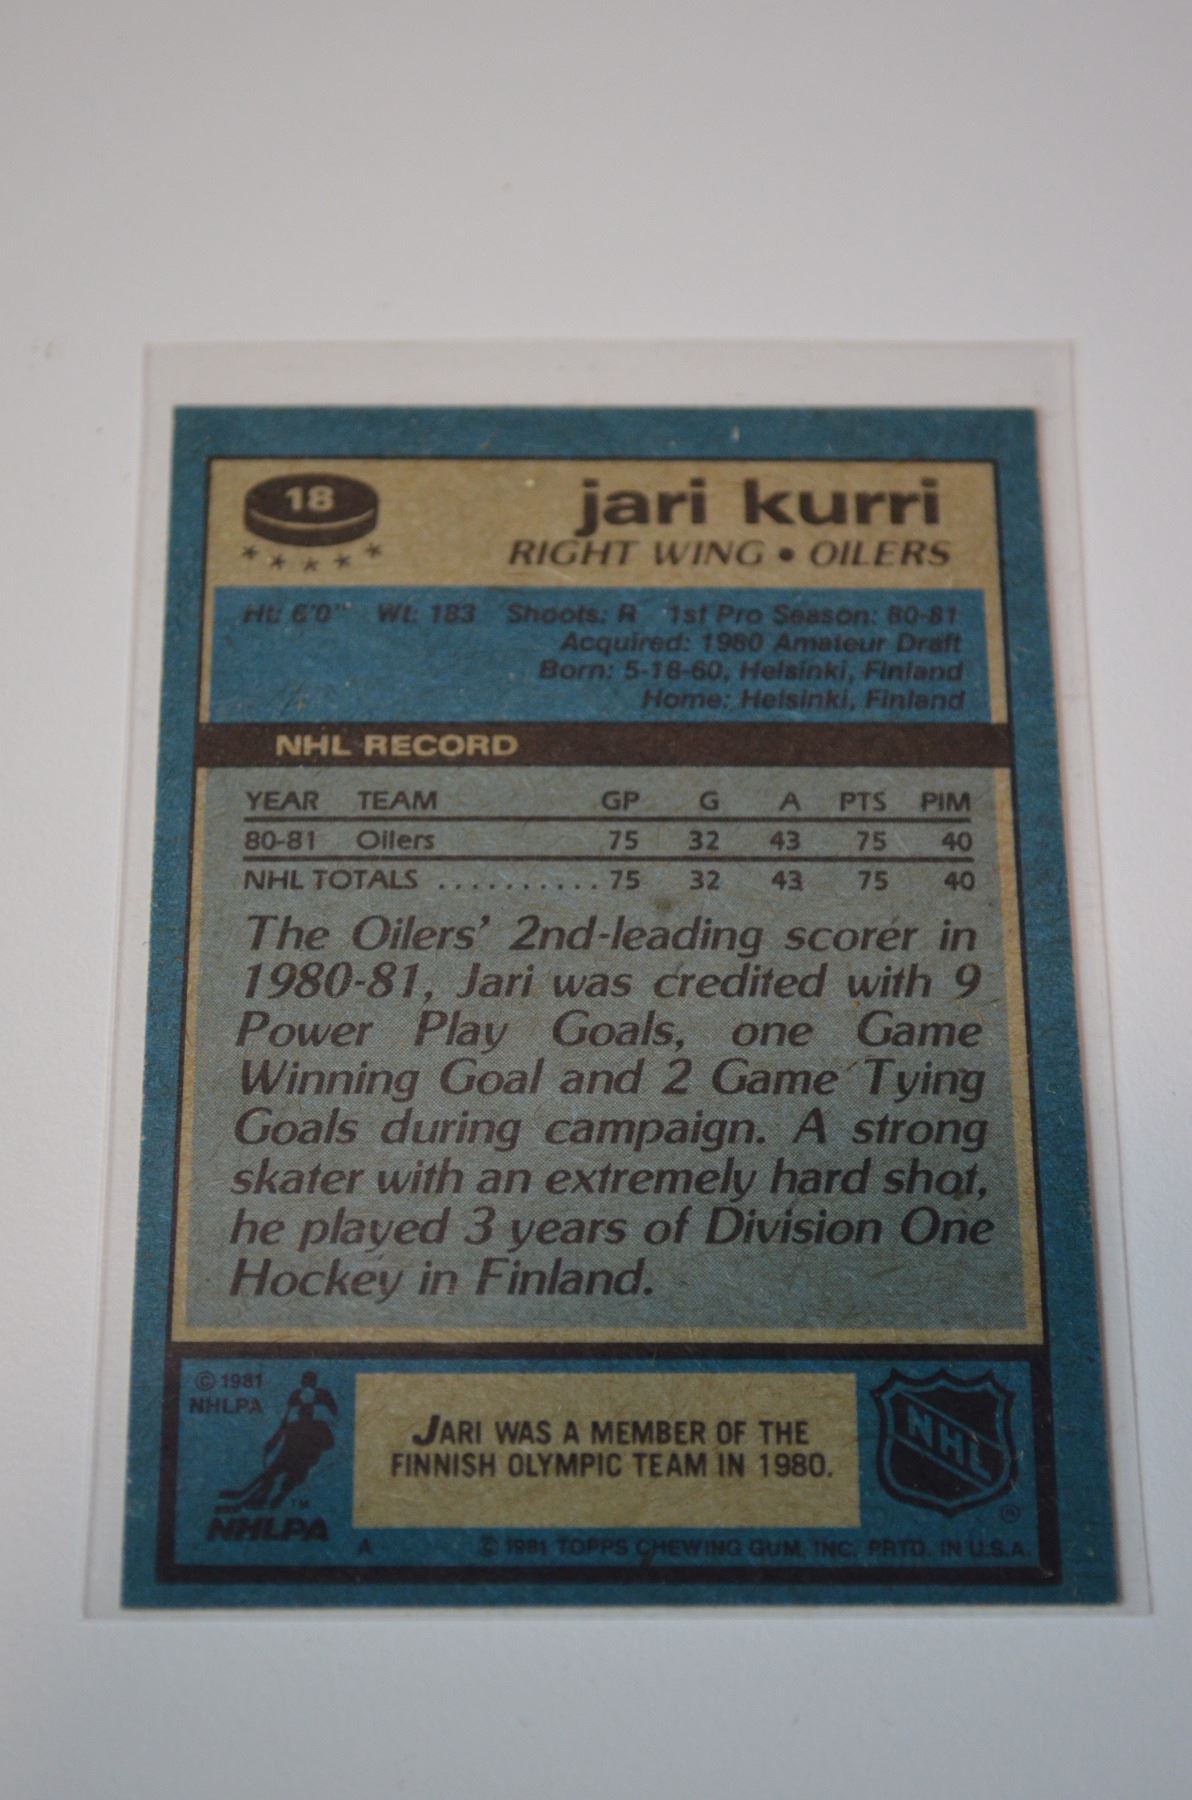 18
jari kurri
RIGHT WING • OILERS
Ht: 6'0" Wt: 183 Shoots: R 1st Pro Season: 80-81
Acquired: 1980 Amateur Draft
Born: 5-18-60, Helsinki, Finland
Home: Helsinki, Finland
NHL RECORD
YEAR TEAM GP G A PTS PIM
80-81 Oilers 75 32 43 75 40
NHL TOTALS .......... 75 32 43 75 40
The Oilers' 2nd-leading scorer in
1980-81, Jari was credited with 9
Power Play Goals, one Game
Winning Goal and 2 Game Tying
Goals during campaign. A strong
skater with an extremely hard shot,
he played 3 years of Division One
Hockey in Finland.
© 1981
NHLPA
JARI WAS A MEMBER OF THE
FINNISH OLYMPIC TEAM IN 1980.
NHL
®
TM
NHLPA
A © 1981 TOPPS CHEWING GUM, INC. PRTD. IN U.S.A.